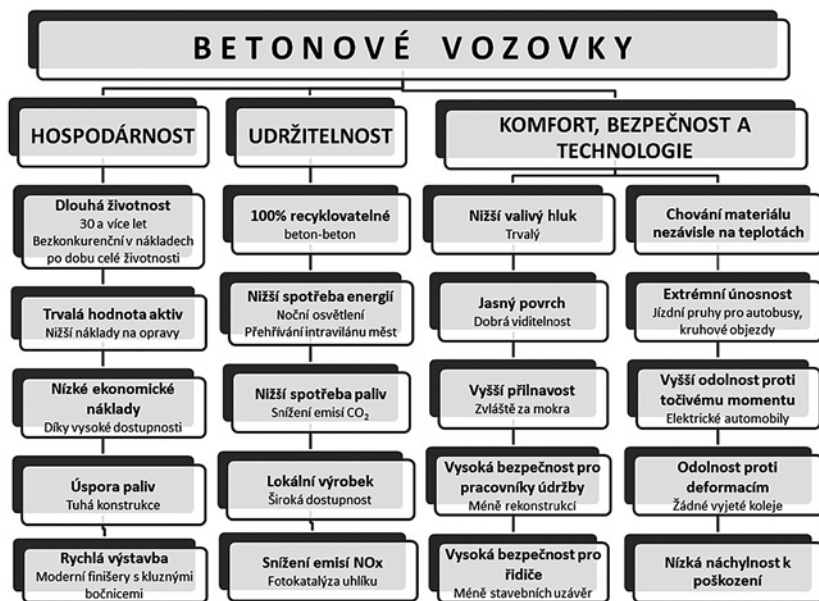 BETONOVÉ VOZOVKY
HOSPODÁRNOST
Dlouhá životnost
30 a více let
Bezkonkurenční v nákladech
po dobu celé životnosti
Trvalá hodnota aktiv
Nižší náklady na opravy
Nízké ekonomické
náklady
Díky vysoké dostupnosti
Úspora paliv
Tuhá konstrukce
Rychlá výstavba
Moderní finišery s kluznými
bočnicemi
UDRŽITELNOST
100% recyklovatelné
beton-beton
Nižší spotřeba energií
Noční osvětlení
Přehřívání intravilánu měst
Nižší spotřeba paliv
Snížení emisí CO₂
Lokální výrobek
Široká dostupnost
Snížení emisí NOx
Fotokatalýza uhlíku
KOMFORT, BEZPEČNOST A
TECHNOLOGIE
Nižší valivý hluk
Trvalý
Jasný povrch
Dobrá viditelnost
Vyšší přilnavost
Zvláště za mokra
Vysoká bezpečnost pro
pracovníky údržby
Méně rekonstrukcí
Vysoká bezpečnost pro
řidiče
Méně stavebních uzávěr
Chování materiálu
nezávisle na teplotách
Extrémní únosnost
Jízdní pruhy pro autobusy,
kruhové objezdy
Vyšší odolnost proti
točivému momentu
Elektrické automobily
Odolnost proti
deformacím
Žádné vyjeté koleje
Nízká náchylnost k
poškození